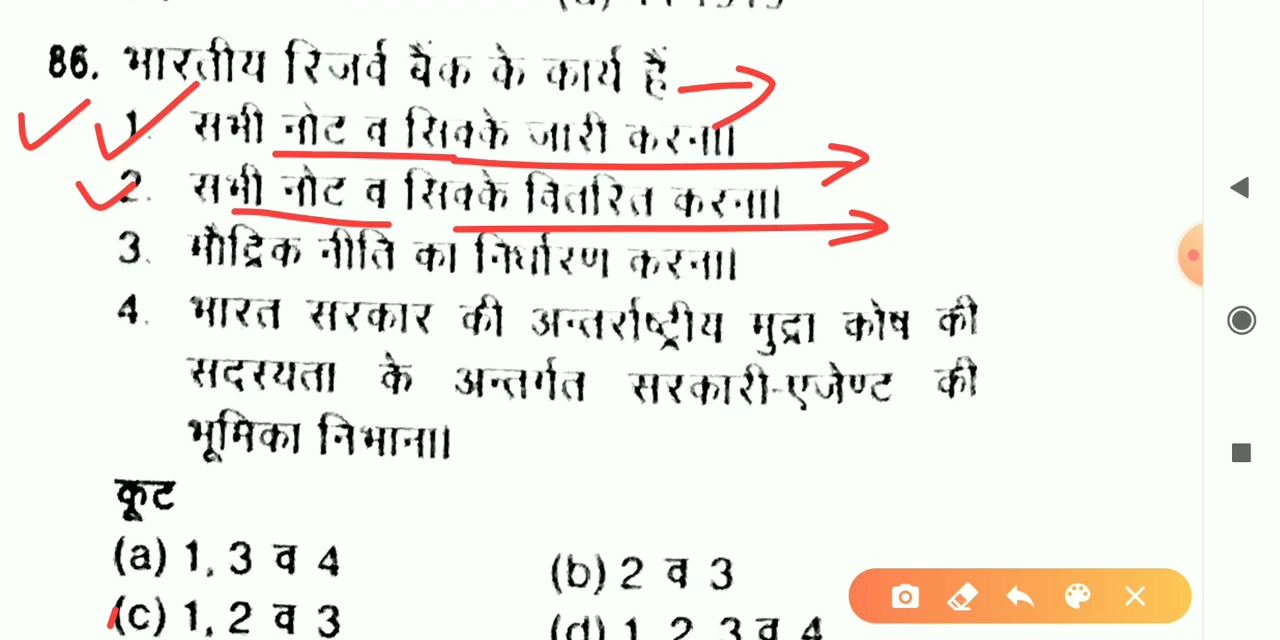 86. भारतीय रिजर्व बैंक के कार्य हैं
1. सभी नोट व सिक्के जारी करना।
2. सभी नोट व सिक्के वितरित करना।
3. मौद्रिक नीति का निर्धारण करना।
4. भारत सरकार की अन्तर्राष्ट्रीय मुद्रा कोष की
सदस्यता के अन्तर्गत सरकारी-एजेण्ट की
भूमिका निभाना।
कूट
(a) 1, 3 व 4 (b) 2 व 3
(c) 1, 2 व 3 (d) 1, 2, 3 व 4